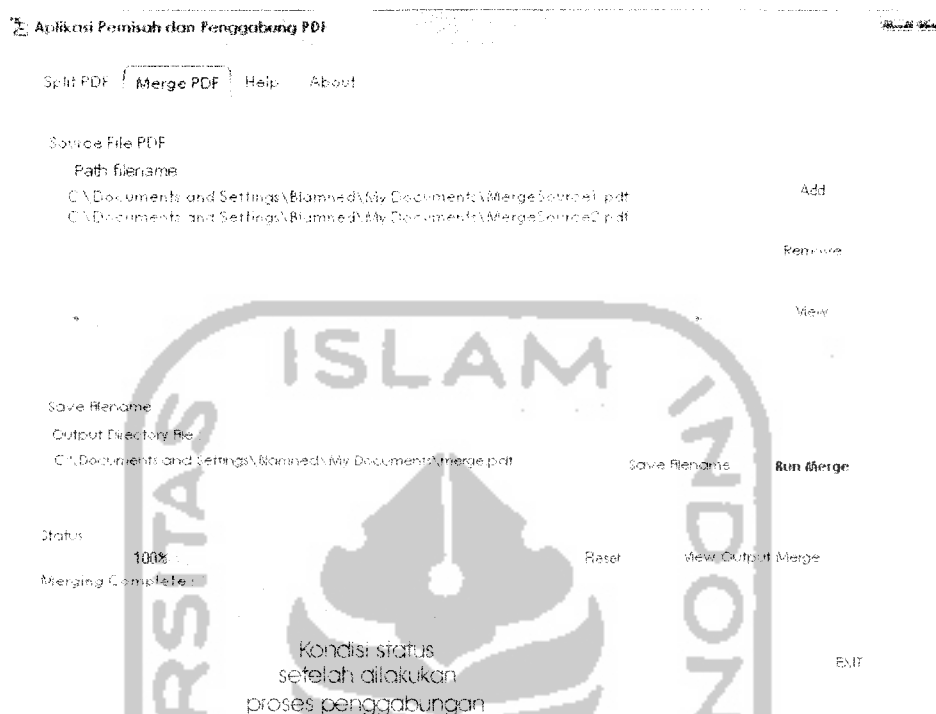 Aplikasi Pemisah dan Penggabung PDF
Split PDF Merge PDF Help About
Source File PDF
Path filename
C:\Documents and Settings\Blamned\My Documents\MergeSource1.pdf
C:\Documents and Settings\Blamned\My Documents\MergeSource2.pdf
Add
Remove
View
ISLAM
Save filename
Output Directory File :
C:\Documents and Settings\Blamned\My Documents\merge.pdf
Save Filename Run Merge
Status
100%
Reset View Output Merge
Merging Complete
RSITAS
INDON
Kondisi status
setelah dilakukan
proses penggabungan
EXIT